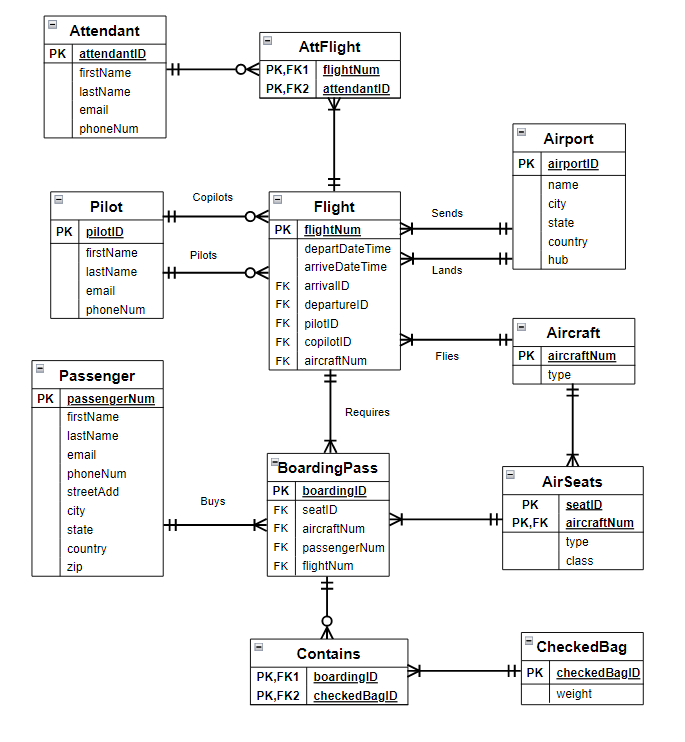 Attendant
PK attendantID
firstName
lastName
email
phoneNum
AttFlight
PK,FK1 flightNum
PK,FK2 attendantID
Airport
PK airportID
name
city
state
country
hub
Pilot
PK pilotID
firstName
lastName
email
phoneNum
Copilots
Pilots
Flight
PK flightNum
departDateTime
arriveDateTime
FK arrivalID
FK departureID
FK pilotID
FK copilotID
FK aircraftNum
Sends
Lands
Flies
Aircraft
PK aircraftNum
type
Passenger
PK passengerNum
firstName
lastName
email
phoneNum
streetAdd
city
state
country
zip
Requires
Buys
BoardingPass
PK boardingID
FK seatID
FK aircraftNum
FK passengerNum
FK flightNum
AirSeats
PK seatID
PK,FK aircraftNum
type
class
Contains
PK,FK1 boardingID
PK,FK2 checkedBagID
CheckedBag
PK checkedBagID
weight